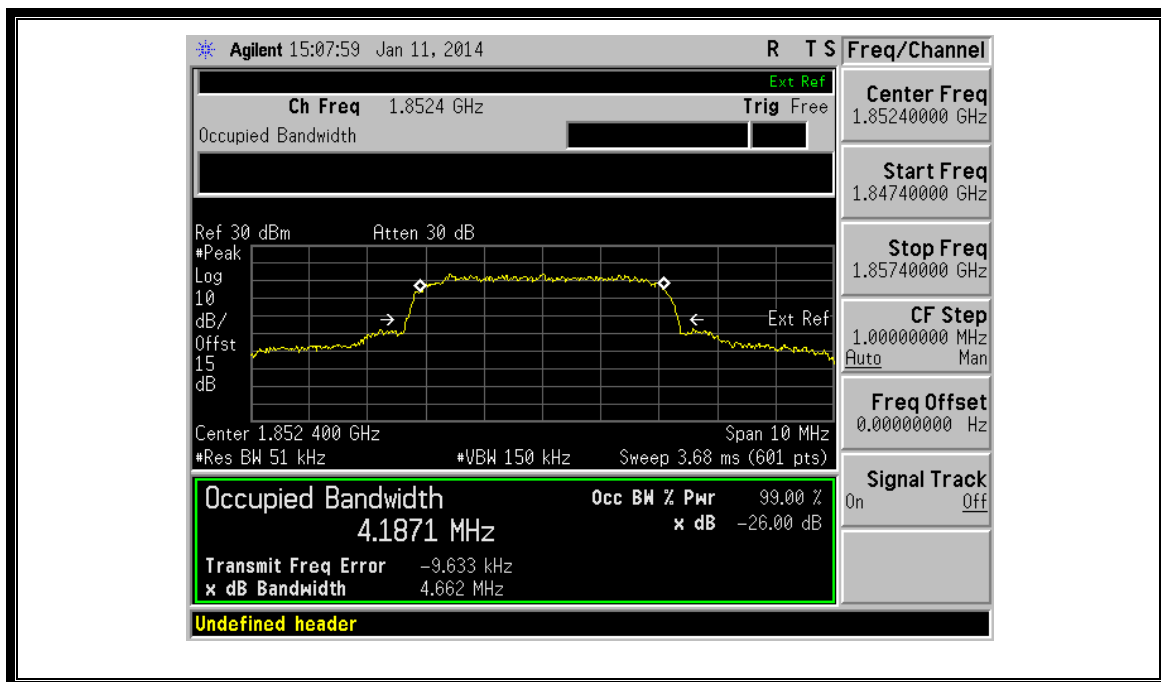 Agilent 15:07:59 Jan 11, 2014 R T S
Freq/Channel
Ext Ref
Ch Freq 1.8524 GHz Trig Free
Occupied Bandwidth
Center Freq
1.85240000 GHz
Start Freq
1.84740000 GHz
Stop Freq
1.85740000 GHz
CF Step
1.00000000 MHz
Auto Man
Freq Offset
0.00000000 Hz
Signal Track
On Off
Ref 30 dBm Atten 30 dB
#Peak
Log
10
dB/
Offst
15
dB
Ext Ref
Center 1.852 400 GHz Span 10 MHz
#Res BW 51 kHz #VBW 150 kHz Sweep 3.68 ms (601 pts)
Occupied Bandwidth
4.1871 MHz
Occ BW % Pwr 99.00 %
x dB -26.00 dB
Transmit Freq Error -9.633 kHz
x dB Bandwidth 4.662 MHz
Undefined header